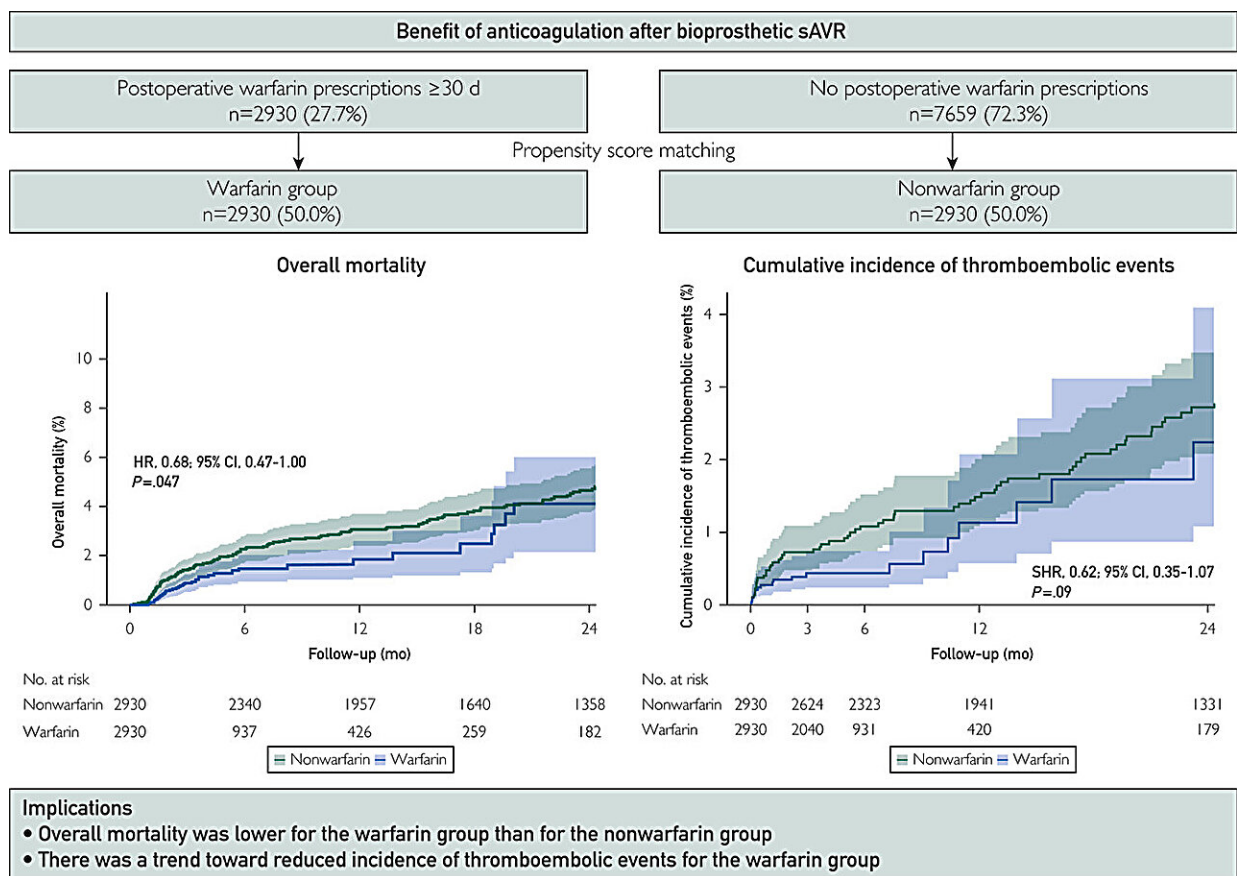 Benefit of anticoagulation after bioprosthetic sAVR
Postoperative warfarin prescriptions ≥30 d
n=2930 (27.7%)
No postoperative warfarin prescriptions
n=7659 (72.3%)
Propensity score matching
Warfarin group
n=2930 (50.0%)
Nonwarfarin group
n=2930 (50.0%)
Overall mortality
Overall mortality (%)
10
8
6
4
2
0
HR, 0.68; 95% CI, 0.47-1.00
P=.047
0 6 12 18 24
Follow-up (mo)
No. at risk
Nonwarfarin 2930 2340 1957 1640 1358
Warfarin 2930 937 426 259 182
Nonwarfarin Warfarin
Cumulative incidence of thromboembolic events
Cumulative incidence of thromboembolic events (%)
4
3
2
1
0
SHR, 0.62; 95% CI, 0.35-1.07
P=.09
0 3 6 12 24
Follow-up (mo)
No. at risk
Nonwarfarin 2930 2624 2323 1941 1331
Warfarin 2930 2040 931 420 179
Nonwarfarin Warfarin
Implications
• Overall mortality was lower for the warfarin group than for the nonwarfarin group
• There was a trend toward reduced incidence of thromboembolic events for the warfarin group